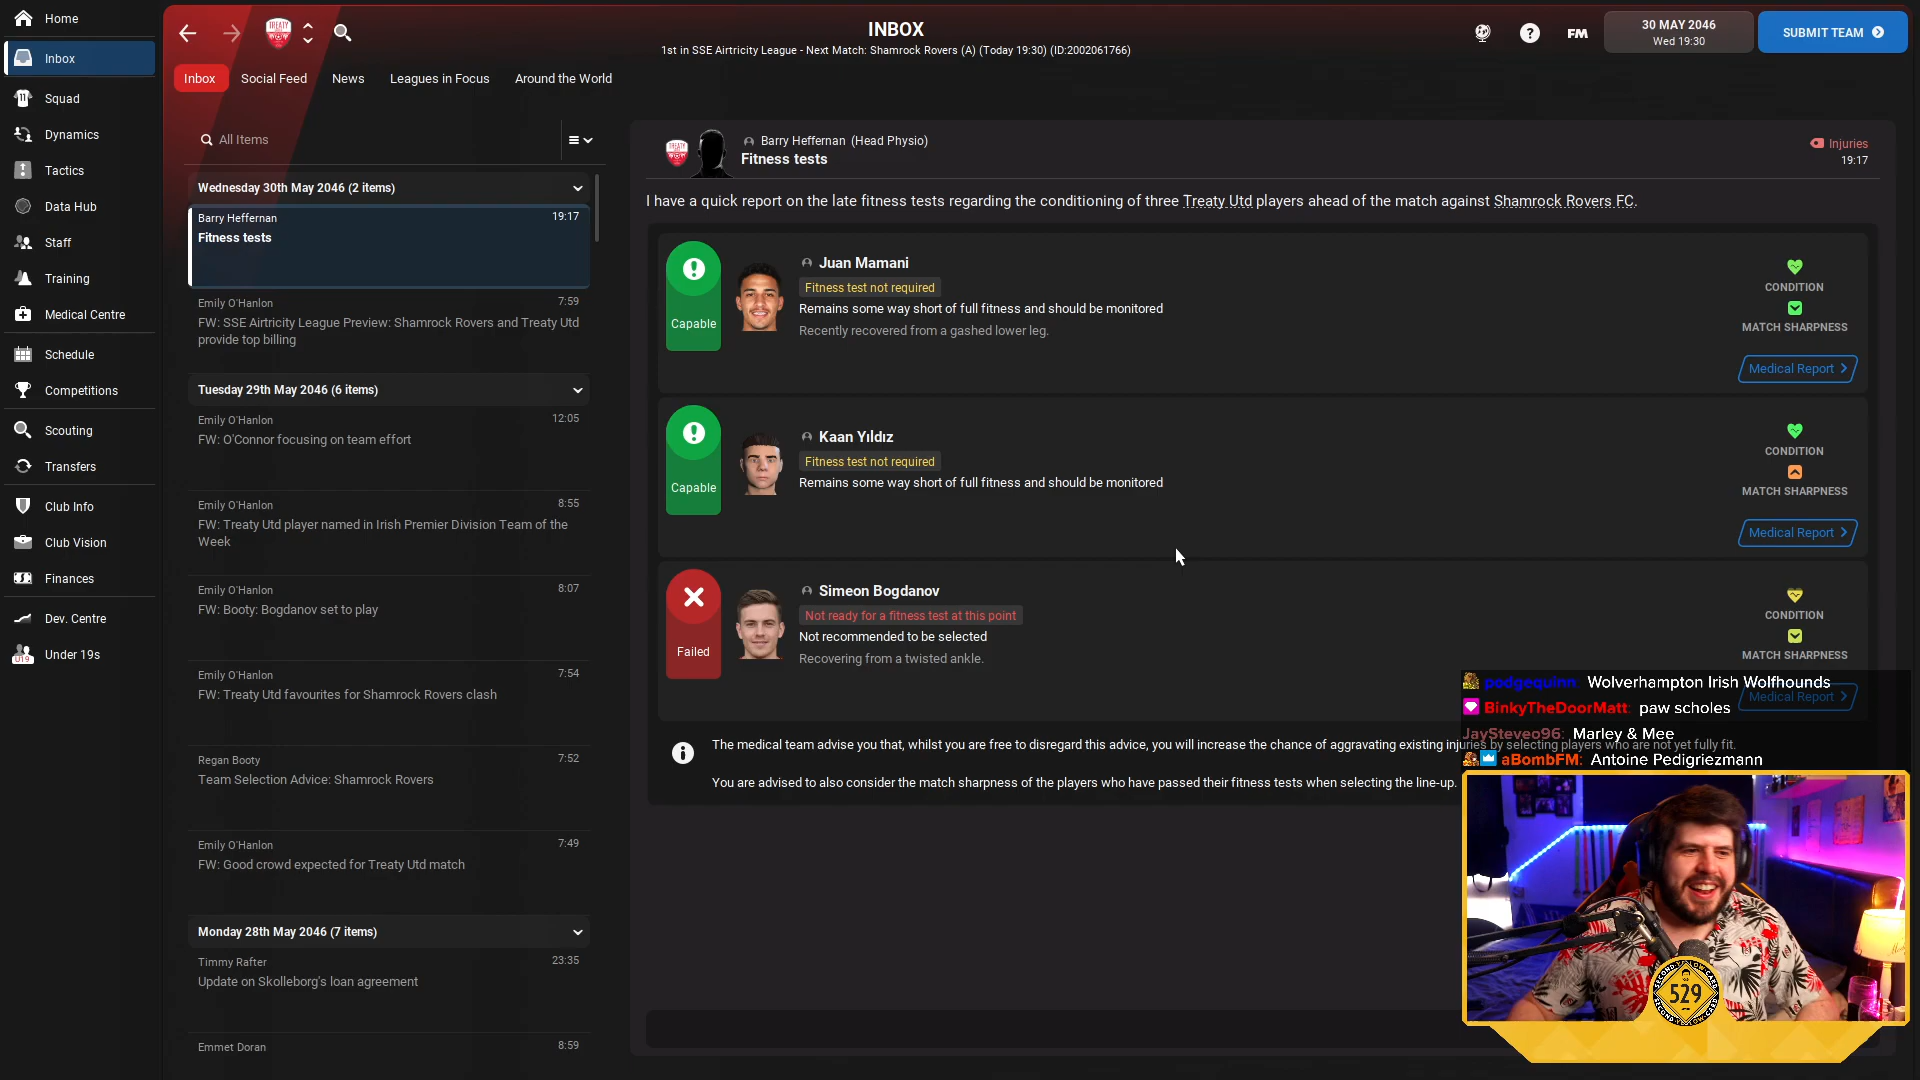 Home
Inbox
Squad
Dynamics
Tactics
Data Hub
Staff
Training
Medical Centre
Schedule
Competitions
Scouting
Transfers
Club Info
Club Vision
Finances
Dev. Centre
U19
Under 19s
TREATY
INBOX
1st in SSE Airtricity League - Next Match: Shamrock Rovers (A) (Today 19:30) (ID:2002061766)
?
FM
30 MAY 2046
Wed 19:30
SUBMIT TEAM
Inbox
Social Feed
News
Leagues in Focus
Around the World
All Items
Wednesday 30th May 2046 (2 items)
Barry Heffernan
19:17
Fitness tests
Emily O'Hanlon
7:59
FW: SSE Airtricity League Preview: Shamrock Rovers and Treaty Utd
provide top billing
Tuesday 29th May 2046 (6 items)
Emily O'Hanlon
12:05
FW: O'Connor focusing on team effort
Emily O'Hanlon
8:55
FW: Treaty Utd player named in Irish Premier Division Team of the
Week
Emily O'Hanlon
8:07
FW: Booty: Bogdanov set to play
Emily O'Hanlon
7:54
FW: Treaty Utd favourites for Shamrock Rovers clash
Regan Booty
7:52
Team Selection Advice: Shamrock Rovers
Emily O'Hanlon
7:49
FW: Good crowd expected for Treaty Utd match
Monday 28th May 2046 (7 items)
Timmy Rafter
23:35
Update on Skolleborg's loan agreement
Emmet Doran
8:59
TREATY
Barry Heffernan (Head Physio)
Fitness tests
Injuries
19:17
I have a quick report on the late fitness tests regarding the conditioning of three Treaty Utd players ahead of the match against Shamrock Rovers FC.
Capable
Juan Mamani
Fitness test not required
Remains some way short of full fitness and should be monitored
Recently recovered from a gashed lower leg.
CONDITION
MATCH SHARPNESS
Medical Report
Capable
Kaan Yıldız
Fitness test not required
Remains some way short of full fitness and should be monitored
CONDITION
MATCH SHARPNESS
Medical Report
Failed
Simeon Bogdanov
Not ready for a fitness test at this point
Not recommended to be selected
Recovering from a twisted ankle.
CONDITION
MATCH SHARPNESS
Medical Report
The medical team advise you that, whilst you are free to disregard this advice, you will increase the chance of aggravating existing injuries by selecting players who are not yet fully fit.
You are advised to also consider the match sharpness of the players who have passed their fitness tests when selecting the line-up.
podgequinn: Wolverhampton Irish Wolfhounds
BinkyTheDoorMatt: paw scholes
JaySteveo96: Marley & Mee
aBombFM: Antoine Pedigriezmann
SECOND YELLOW CARD
529